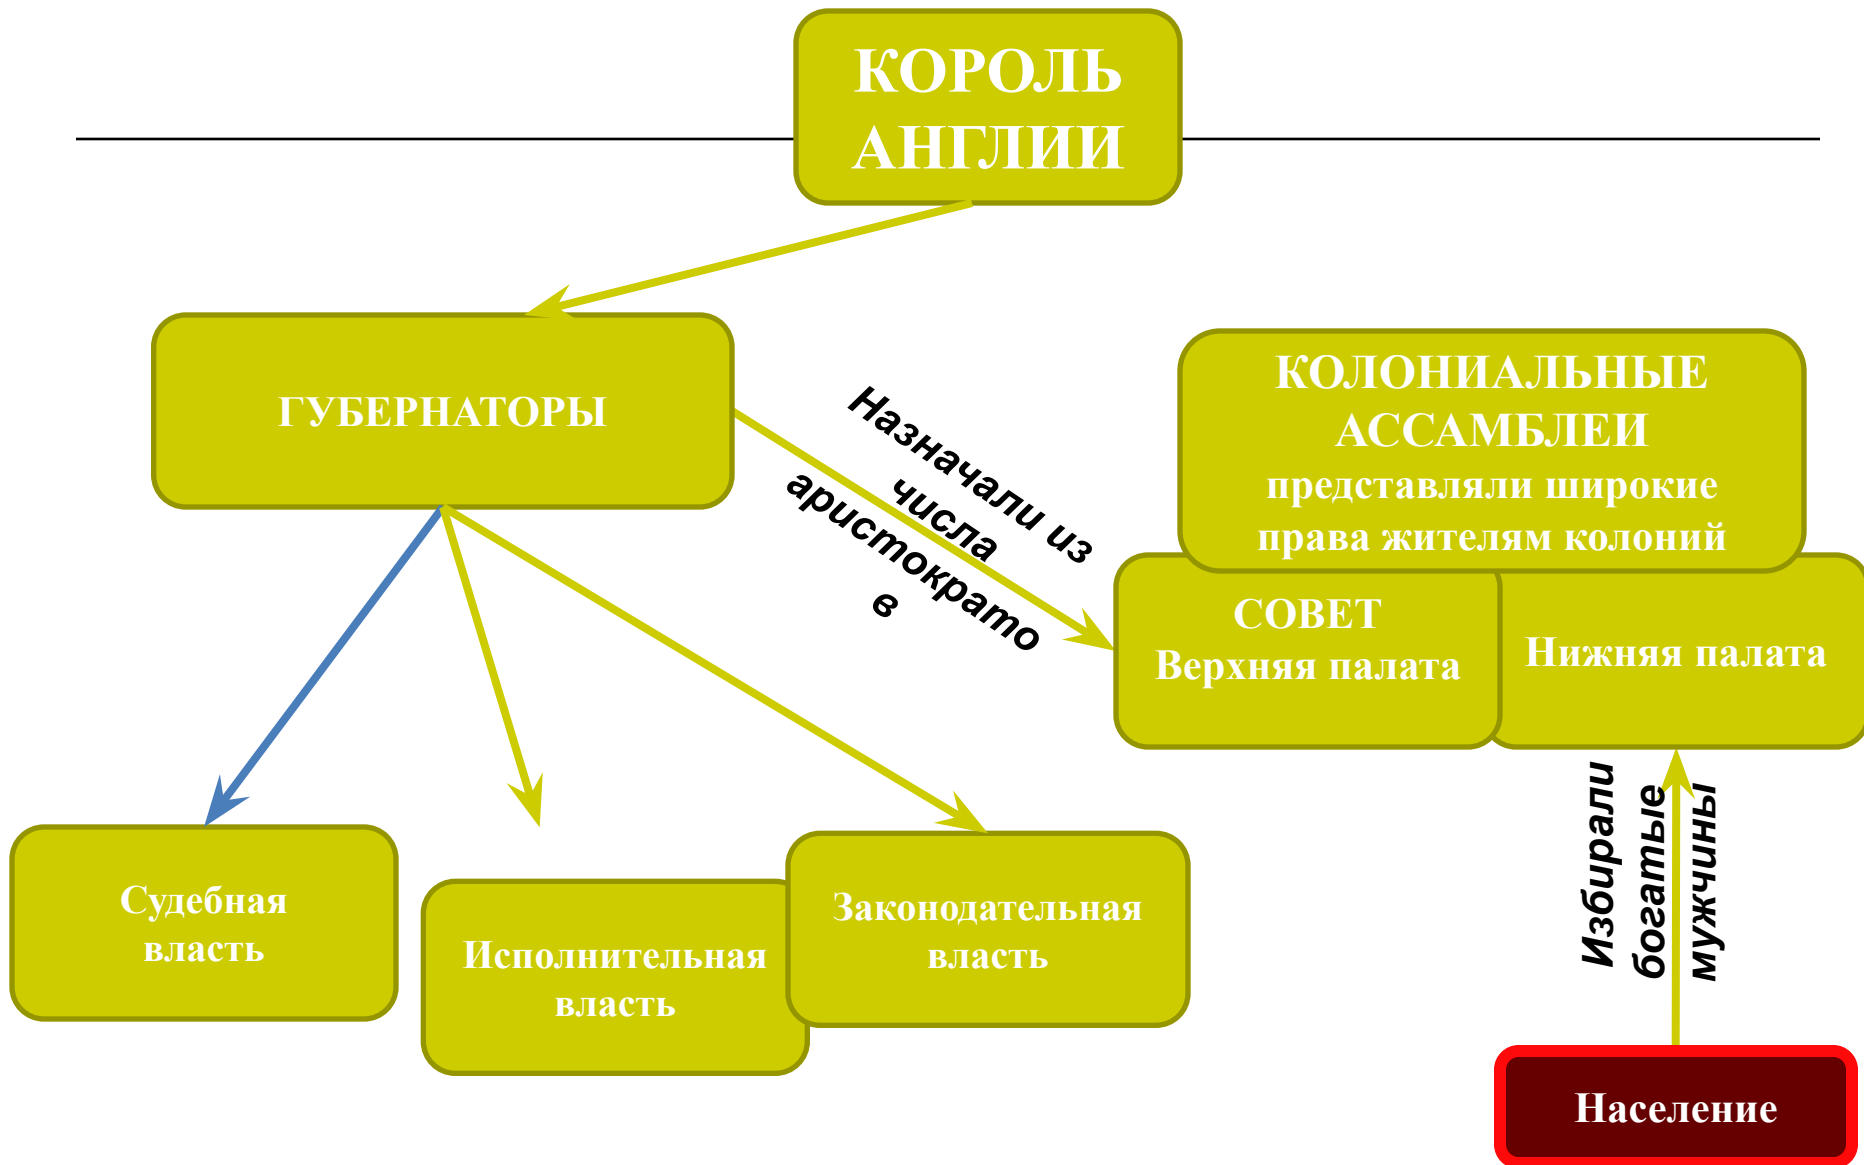 КОРОЛЬ
АНГЛИИ
ГУБЕРНАТОРЫ
Назначали из
числа
аристократо
в
КОЛОНИАЛЬНЫЕ
АССАМБЛЕИ
представляли широкие
права жителям колоний
СОВЕТ
Верхняя палата
Нижняя палата
Избирали
богатые
мужчины
Судебная
власть
Исполнительная
власть
Законодательная
власть
Население